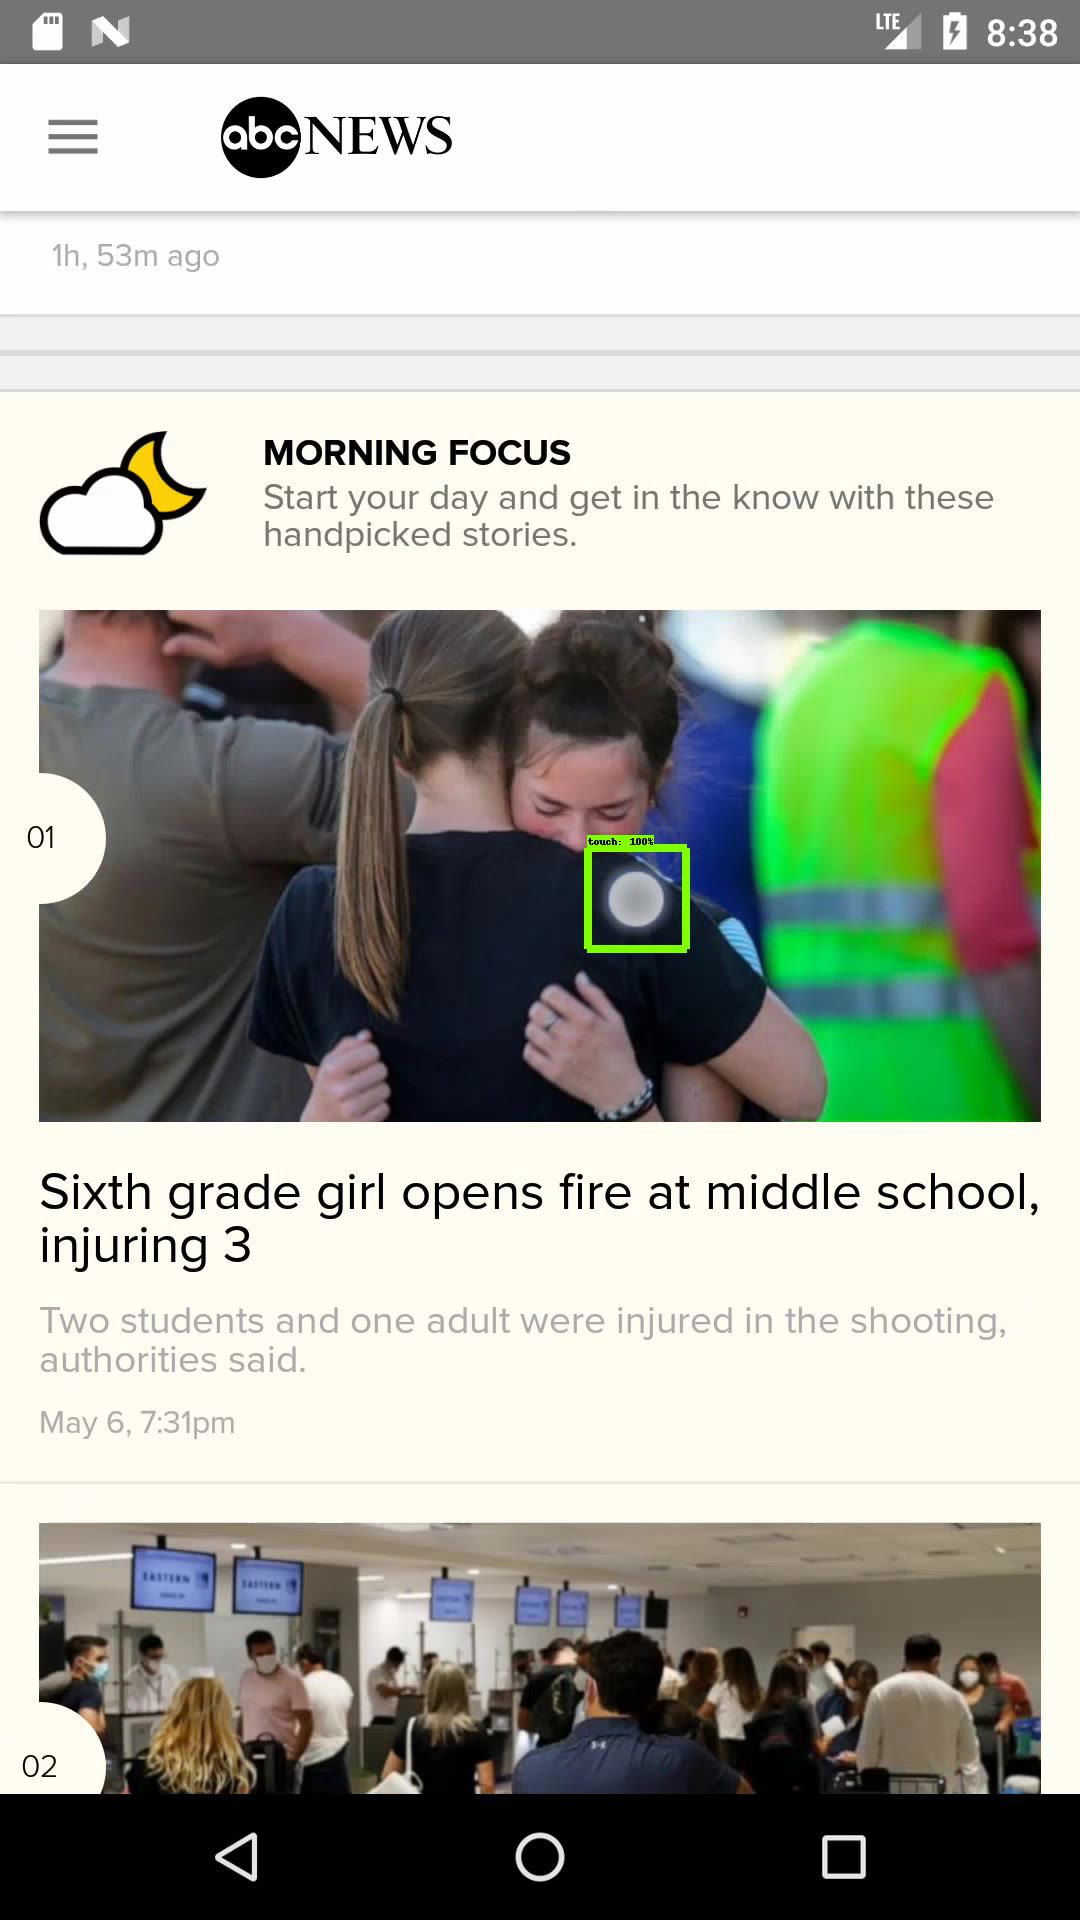 LTE 8:38
abc NEWS
1h, 53m ago
MORNING FOCUS
Start your day and get in the know with these
handpicked stories.
01
touch: 100%
Sixth grade girl opens fire at middle school,
injuring 3
Two students and one adult were injured in the shooting,
authorities said.
May 6, 7:31pm
EASTERN
EASTERN
02